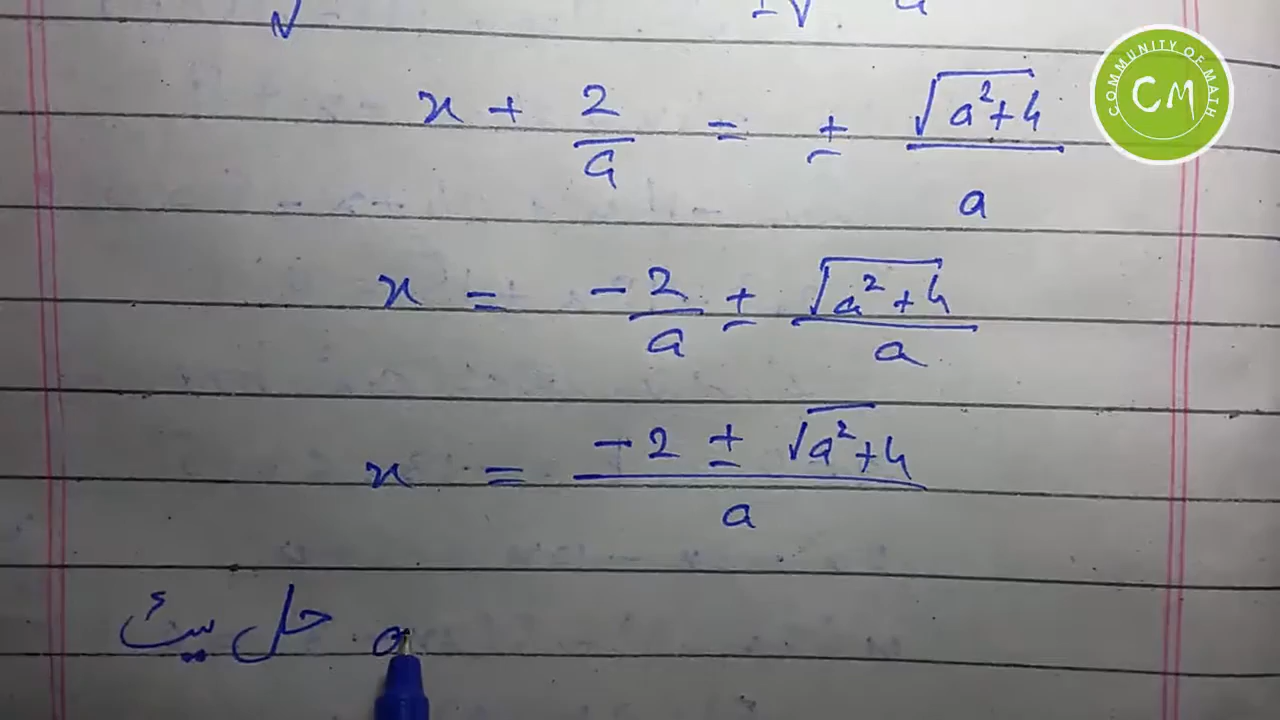 COMMUNITY OF MATH
CM
x + 2/a = ± √(a²+4)/a
x = -2/a ± √(a²+4)/a
x = (-2 ± √(a²+4))/a
حل سیٹ